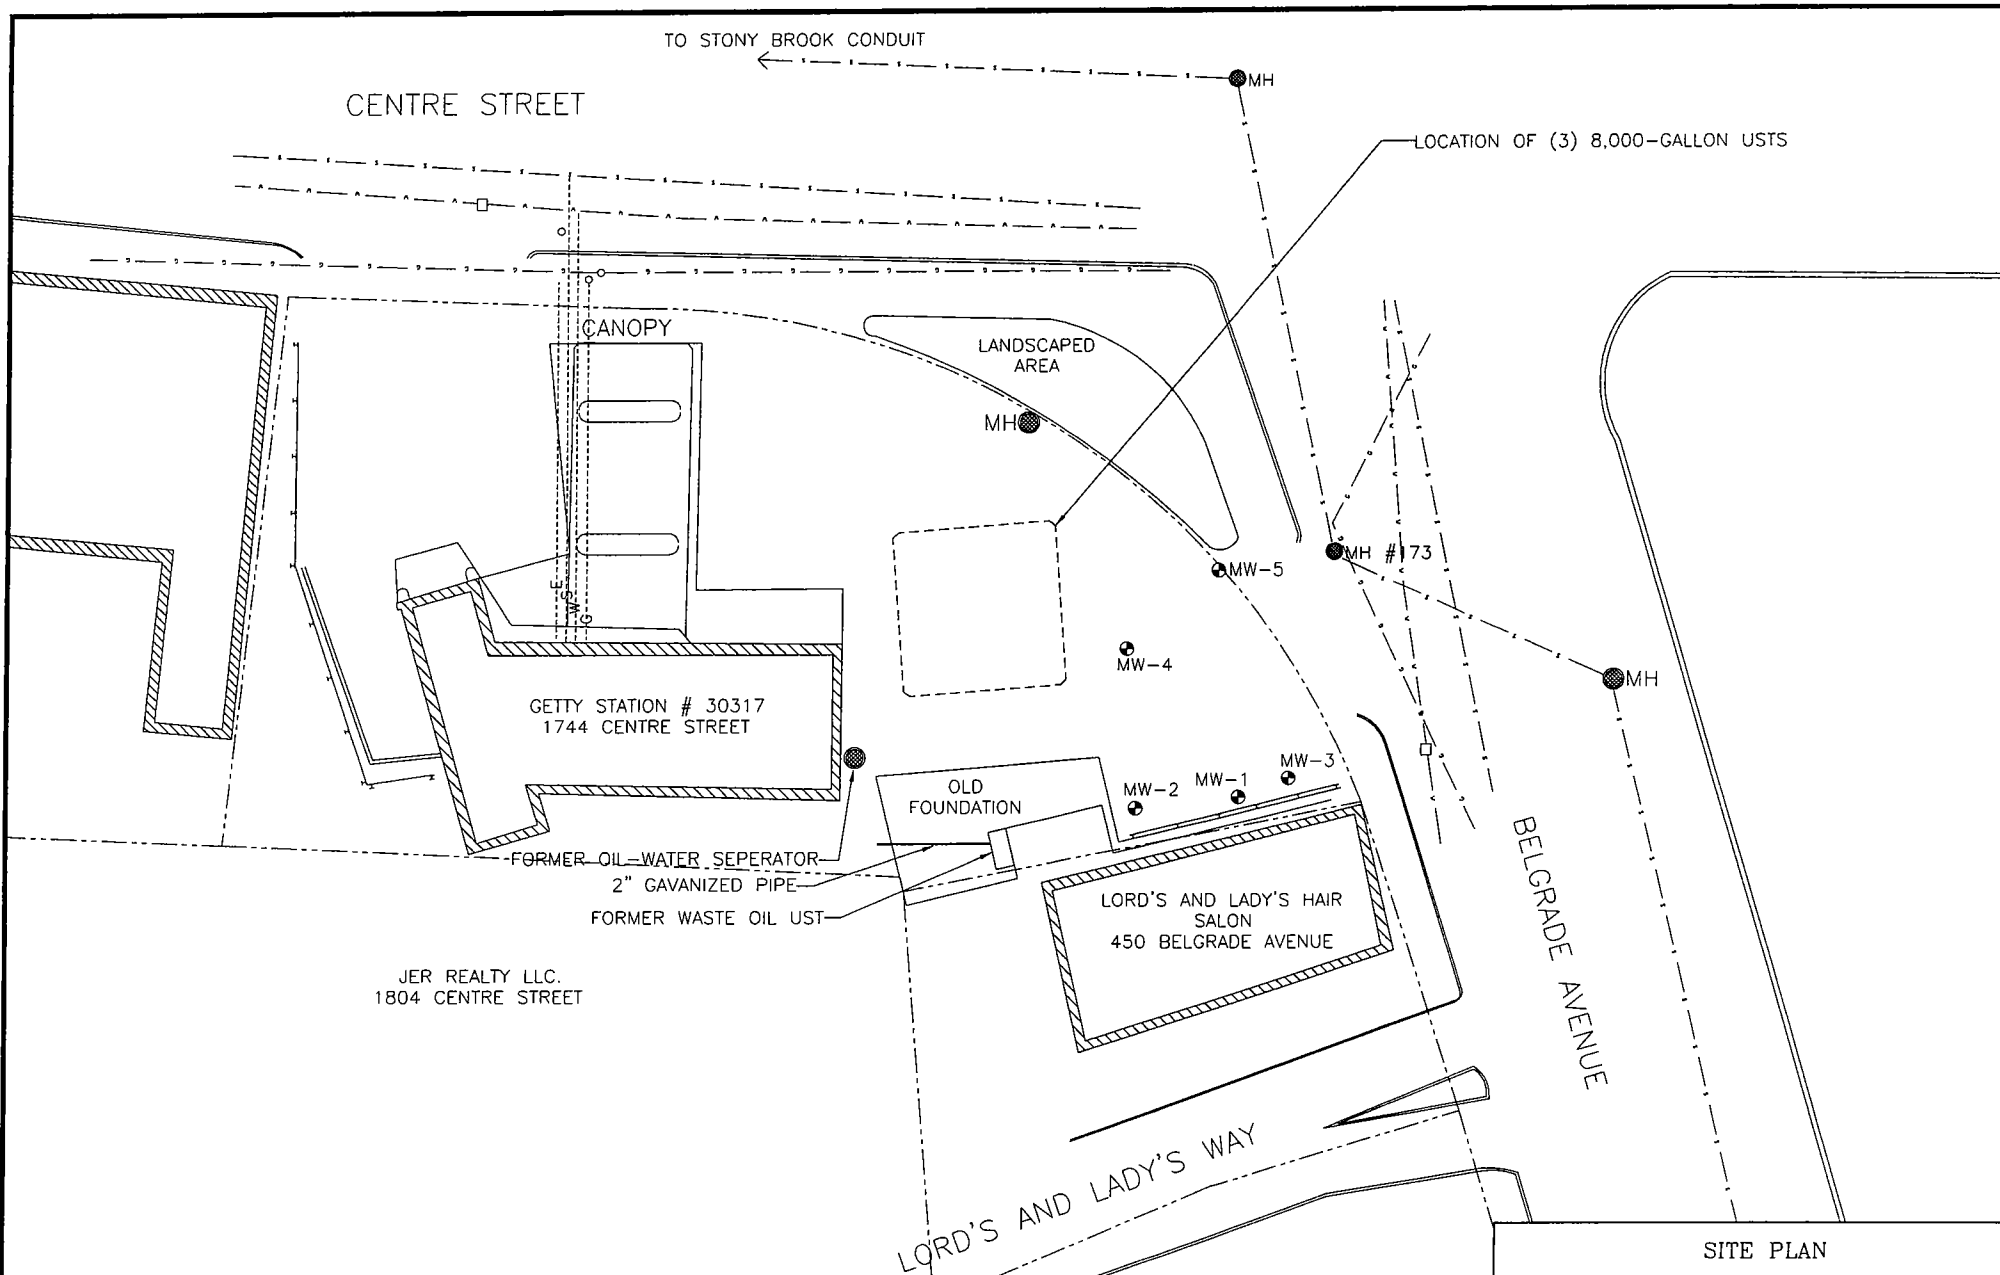 TO STONY BROOK CONDUIT
MH
CENTRE STREET
LOCATION OF (3) 8,000-GALLON USTS
CANOPY
LANDSCAPED
AREA
MH
MH #173
MW-5
E
S
W
G
MW-4
MH
GETTY STATION # 30317
1744 CENTRE STREET
MW-3
MW-1
MW-2
OLD
FOUNDATION
FORMER OIL-WATER SEPERATOR
2" GAVANIZED PIPE
FORMER WASTE OIL UST
LORD'S AND LADY'S HAIR
SALON
450 BELGRADE AVENUE
BELGRADE AVENUE
JER REALTY LLC.
1804 CENTRE STREET
LORD'S AND LADY'S WAY
SITE PLAN